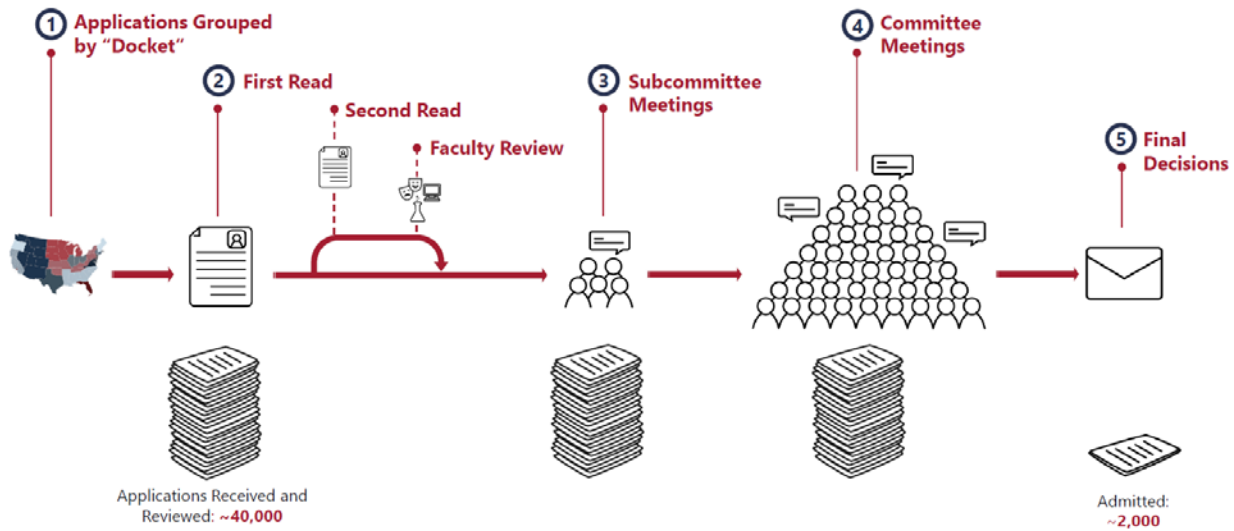 1 Applications Grouped
by “Docket”
2 First Read
Second Read
Faculty Review
3 Subcommittee
Meetings
4 Committee
Meetings
5 Final
Decisions
Applications Received and
Reviewed: ~40,000
Admitted:
~2,000